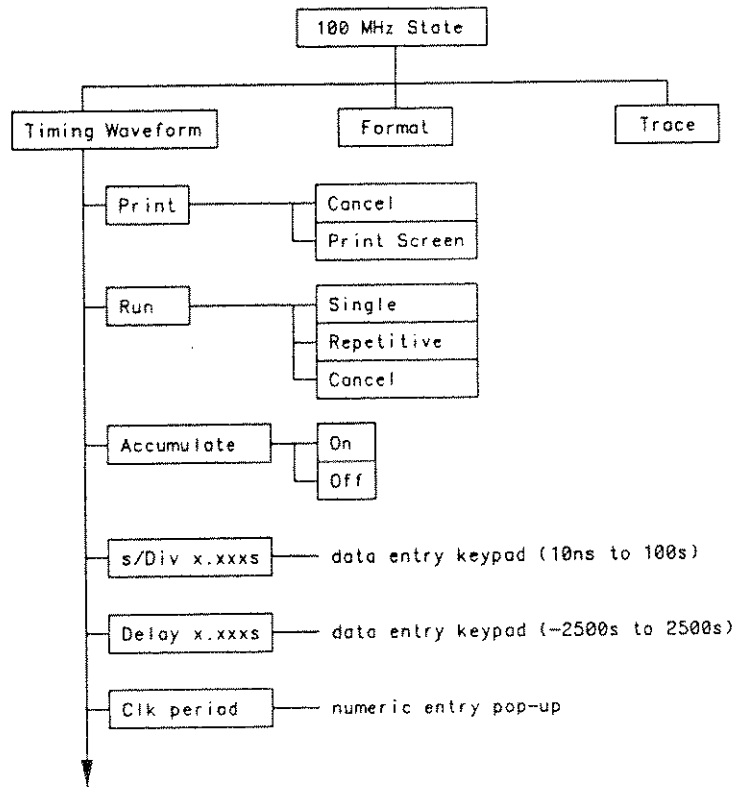 100 MHz State
Timing Waveform
Format
Trace
Print
Cancel
Print Screen
Run
Single
Repetitive
Cancel
Accumulate
On
Off
s/Div x.xxxs
data entry keypad (10ns to 100s)
Delay x.xxxs
data entry keypad (-2500s to 2500s)
Clk period
numeric entry pop-up